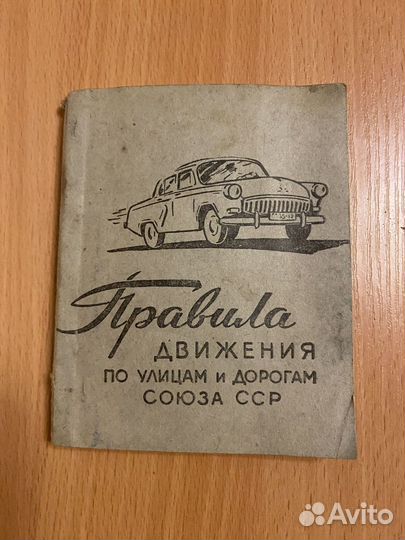 Правила
ДВИЖЕНИЯ
ПО УЛИЦАМ И ДОРОГАМ
СОЮЗА ССР
Avito